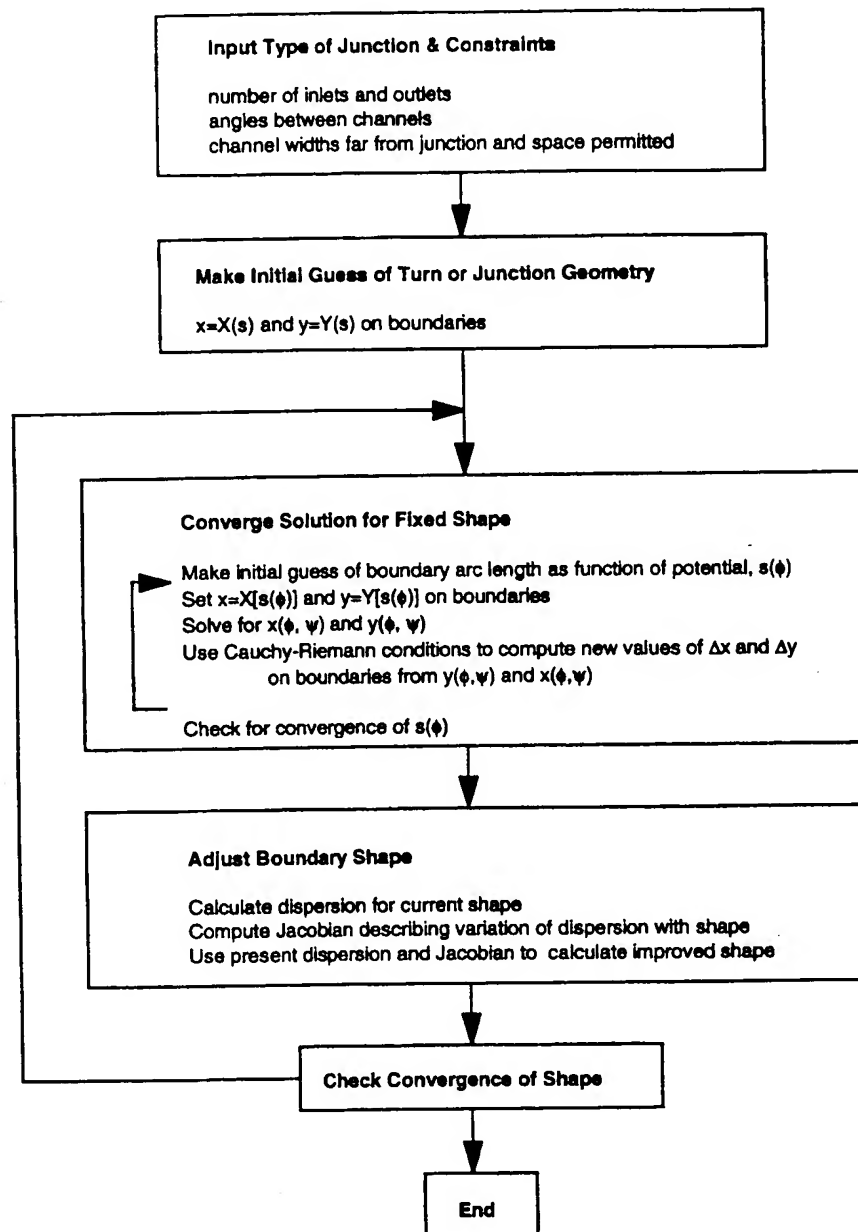 Input Type of Junction & Constraints
number of inlets and outlets
angles between channels
channel widths far from junction and space permitted
Make Initial Guess of Turn or Junction Geometry
x=X(s) and y=Y(s) on boundaries
Converge Solution for Fixed Shape
Make initial guess of boundary arc length as function of potential, s(ϕ)
Set x=X[s(ϕ)] and y=Y[s(ϕ)] on boundaries
Solve for x(ϕ, ψ) and y(ϕ, ψ)
Use Cauchy-Riemann conditions to compute new values of Δx and Δy
on boundaries from y(ϕ,ψ) and x(ϕ,ψ)
Check for convergence of s(ϕ)
Adjust Boundary Shape
Calculate dispersion for current shape
Compute Jacobian describing variation of dispersion with shape
Use present dispersion and Jacobian to calculate improved shape
Check Convergence of Shape
End